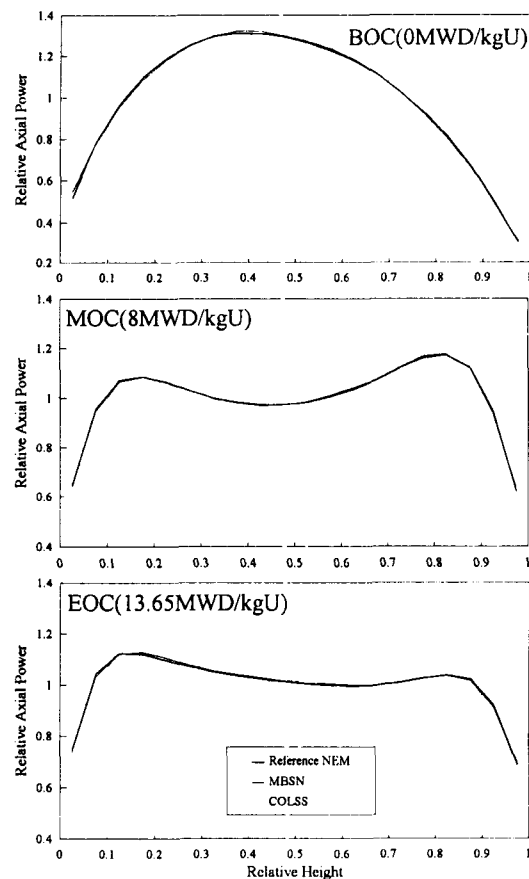 1.4
BOC(0MWD/kgU)
1.2
1
0.8
0.6
0.4
0.2
Relative Axial Power
0 0.1 0.2 0.3 0.4 0.5 0.6 0.7 0.8 0.9 1
1.4
MOC(8MWD/kgU)
1.2
1
0.8
0.6
0.4
Relative Axial Power
0 0.1 0.2 0.3 0.4 0.5 0.6 0.7 0.8 0.9 1
1.4
EOC(13.65MWD/kgU)
1.2
1
0.8
0.6
0.4
Relative Axial Power
Reference NEM
MBSN
COLSS
0 0.1 0.2 0.3 0.4 0.5 0.6 0.7 0.8 0.9 1
Relative Height